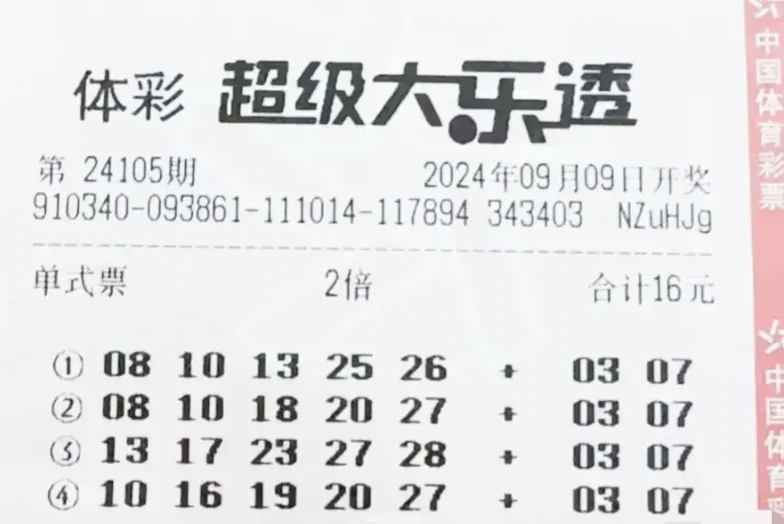 体彩 超级大乐透
第 24105期 2024年09月09日开奖
910340-093861-111014-117894 343403 NZuHJg
单式票 2倍 合计16元
① 08 10 13 25 26 + 03 07
② 08 10 18 20 27 + 03 07
③ 13 17 23 27 28 + 03 07
④ 10 16 19 20 27 + 03 07
中国体育彩票
中国体育彩